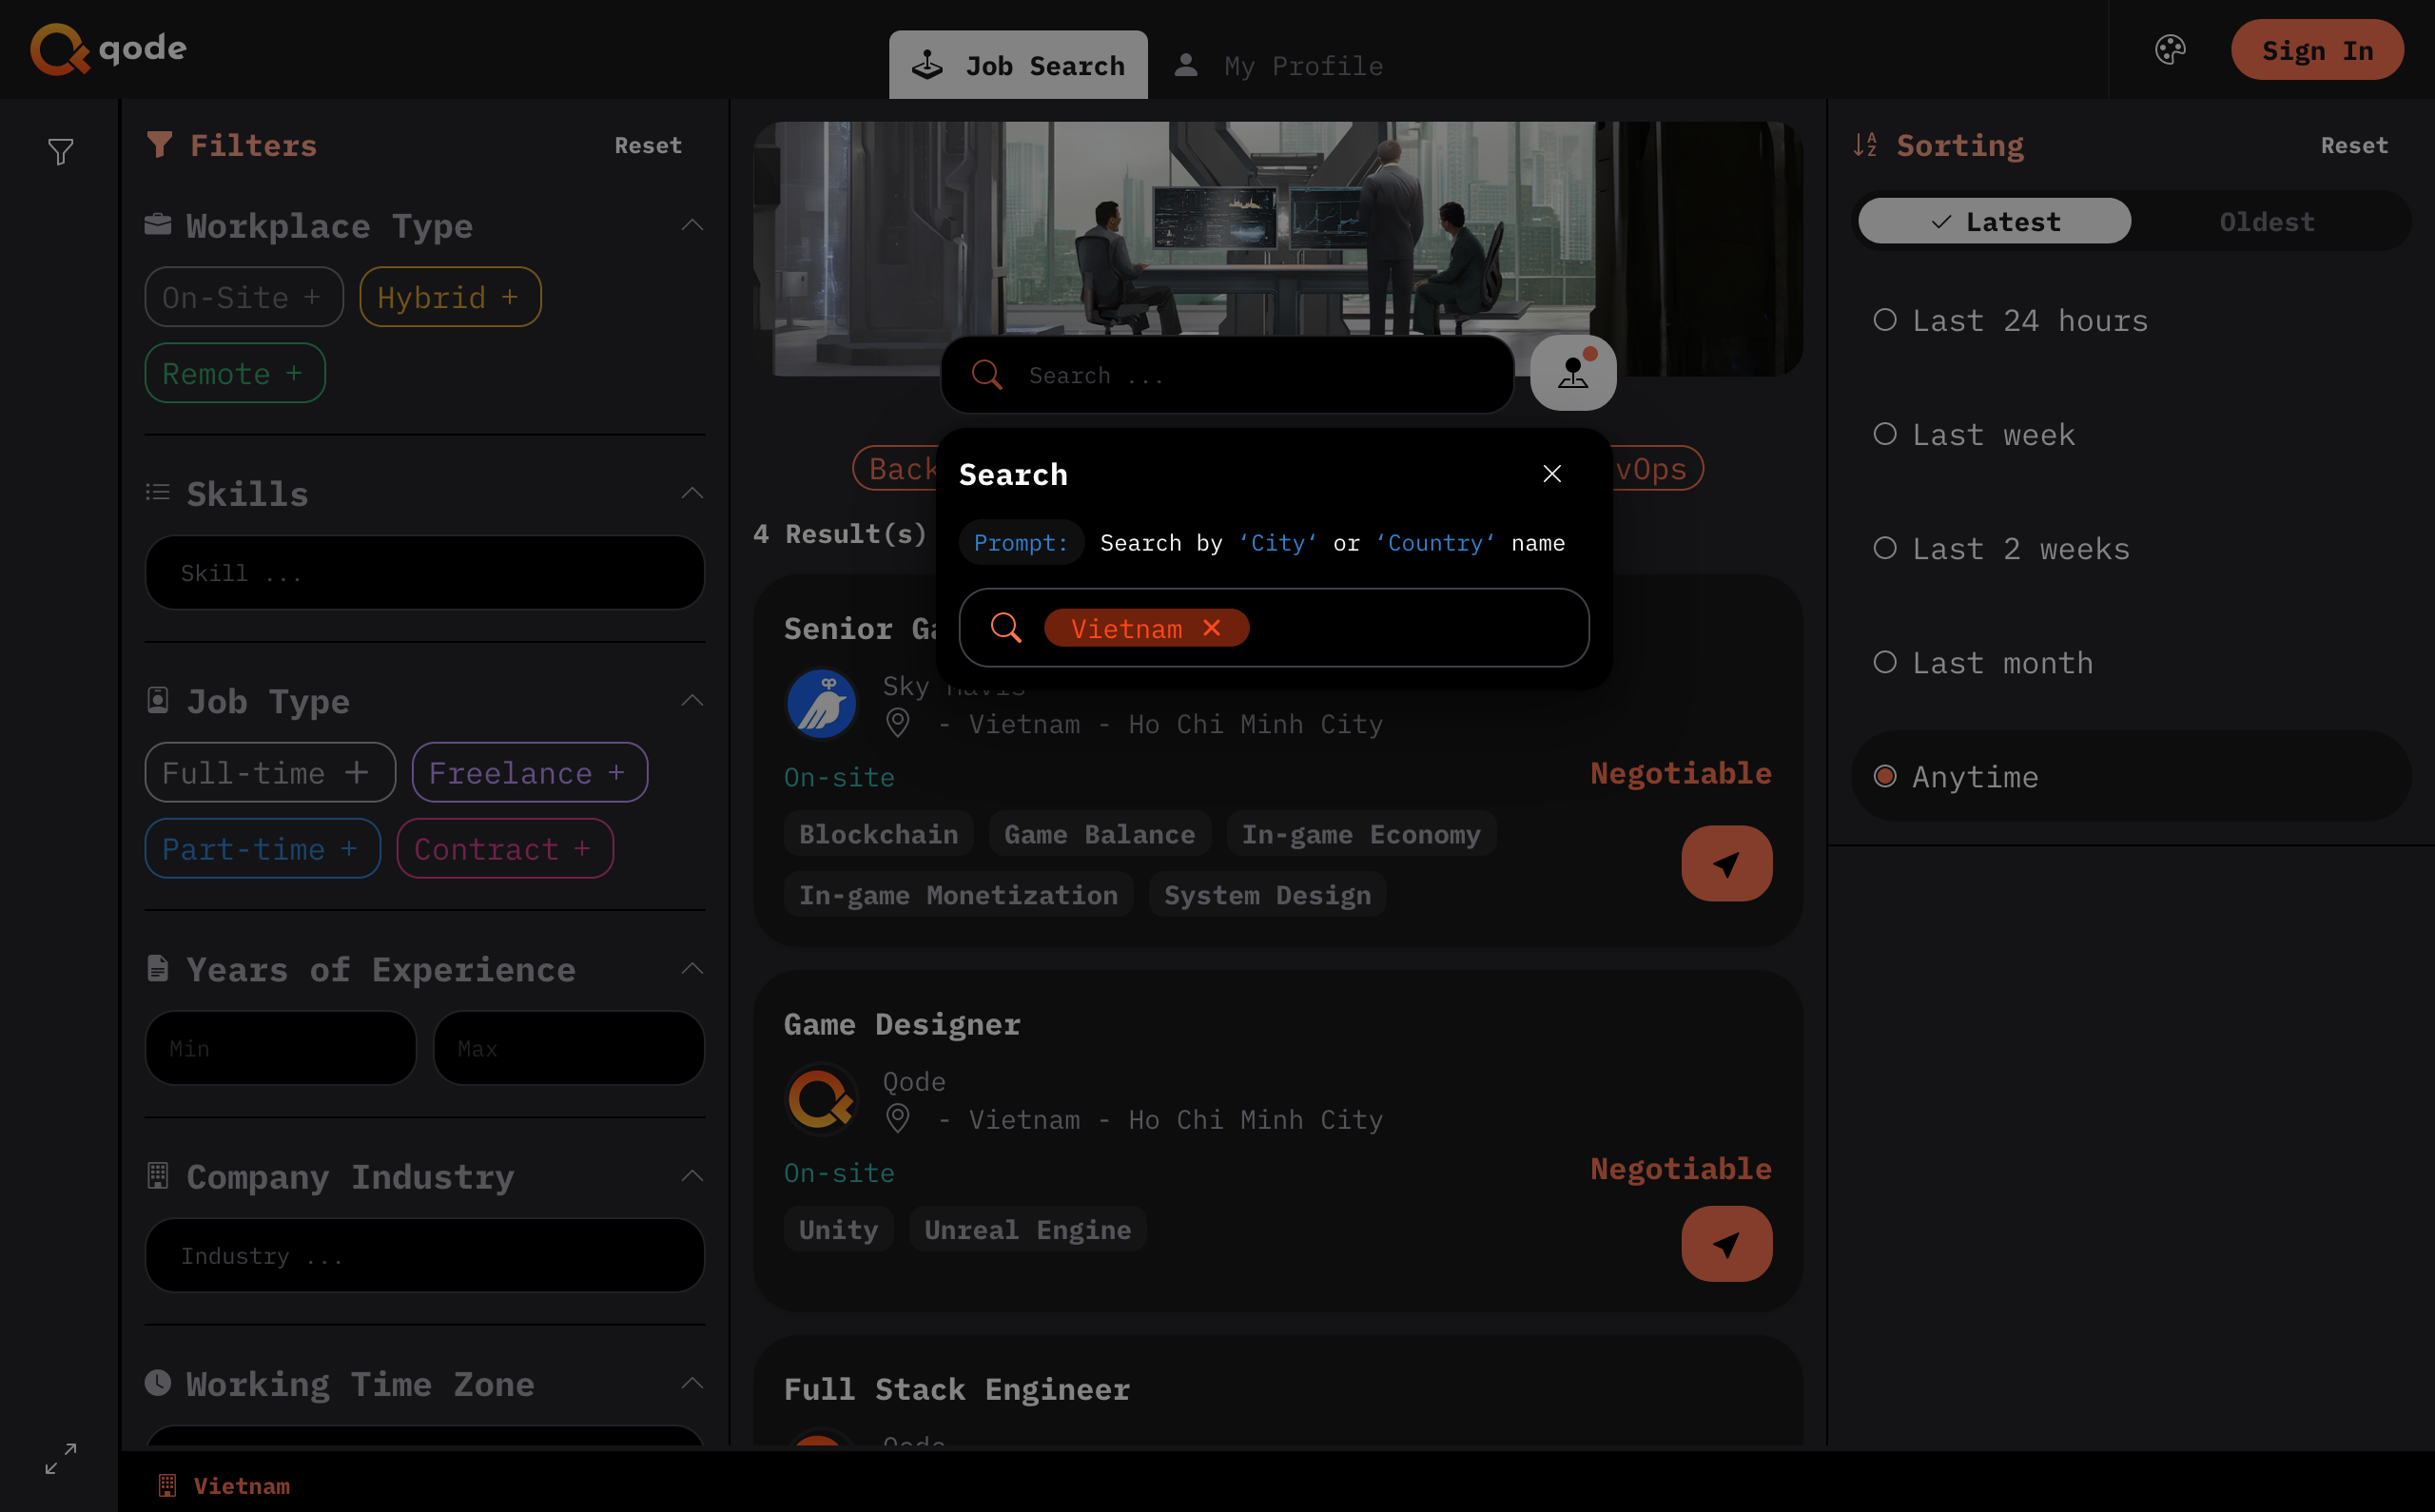 qode
Job Search
My Profile
Sign In
Filters
Reset
Workplace Type
On-Site +
Hybrid +
Remote +
Skills
Skill ...
Job Type
Full-time +
Freelance +
Part-time +
Contract +
Years of Experience
Min
Max
Company Industry
Industry ...
Working Time Zone
Search ...
Back
vOps
4 Result(s)
Search
Prompt: Search by ‘City‘ or ‘Country‘ name
Vietnam
Senior Ga
Sky Mavis
- Vietnam - Ho Chi Minh City
On-site
Negotiable
Blockchain
Game Balance
In-game Economy
In-game Monetization
System Design
Game Designer
Qode
- Vietnam - Ho Chi Minh City
On-site
Negotiable
Unity
Unreal Engine
Full Stack Engineer
Qode
Sorting
Reset
Latest
Oldest
Last 24 hours
Last week
Last 2 weeks
Last month
Anytime
Vietnam